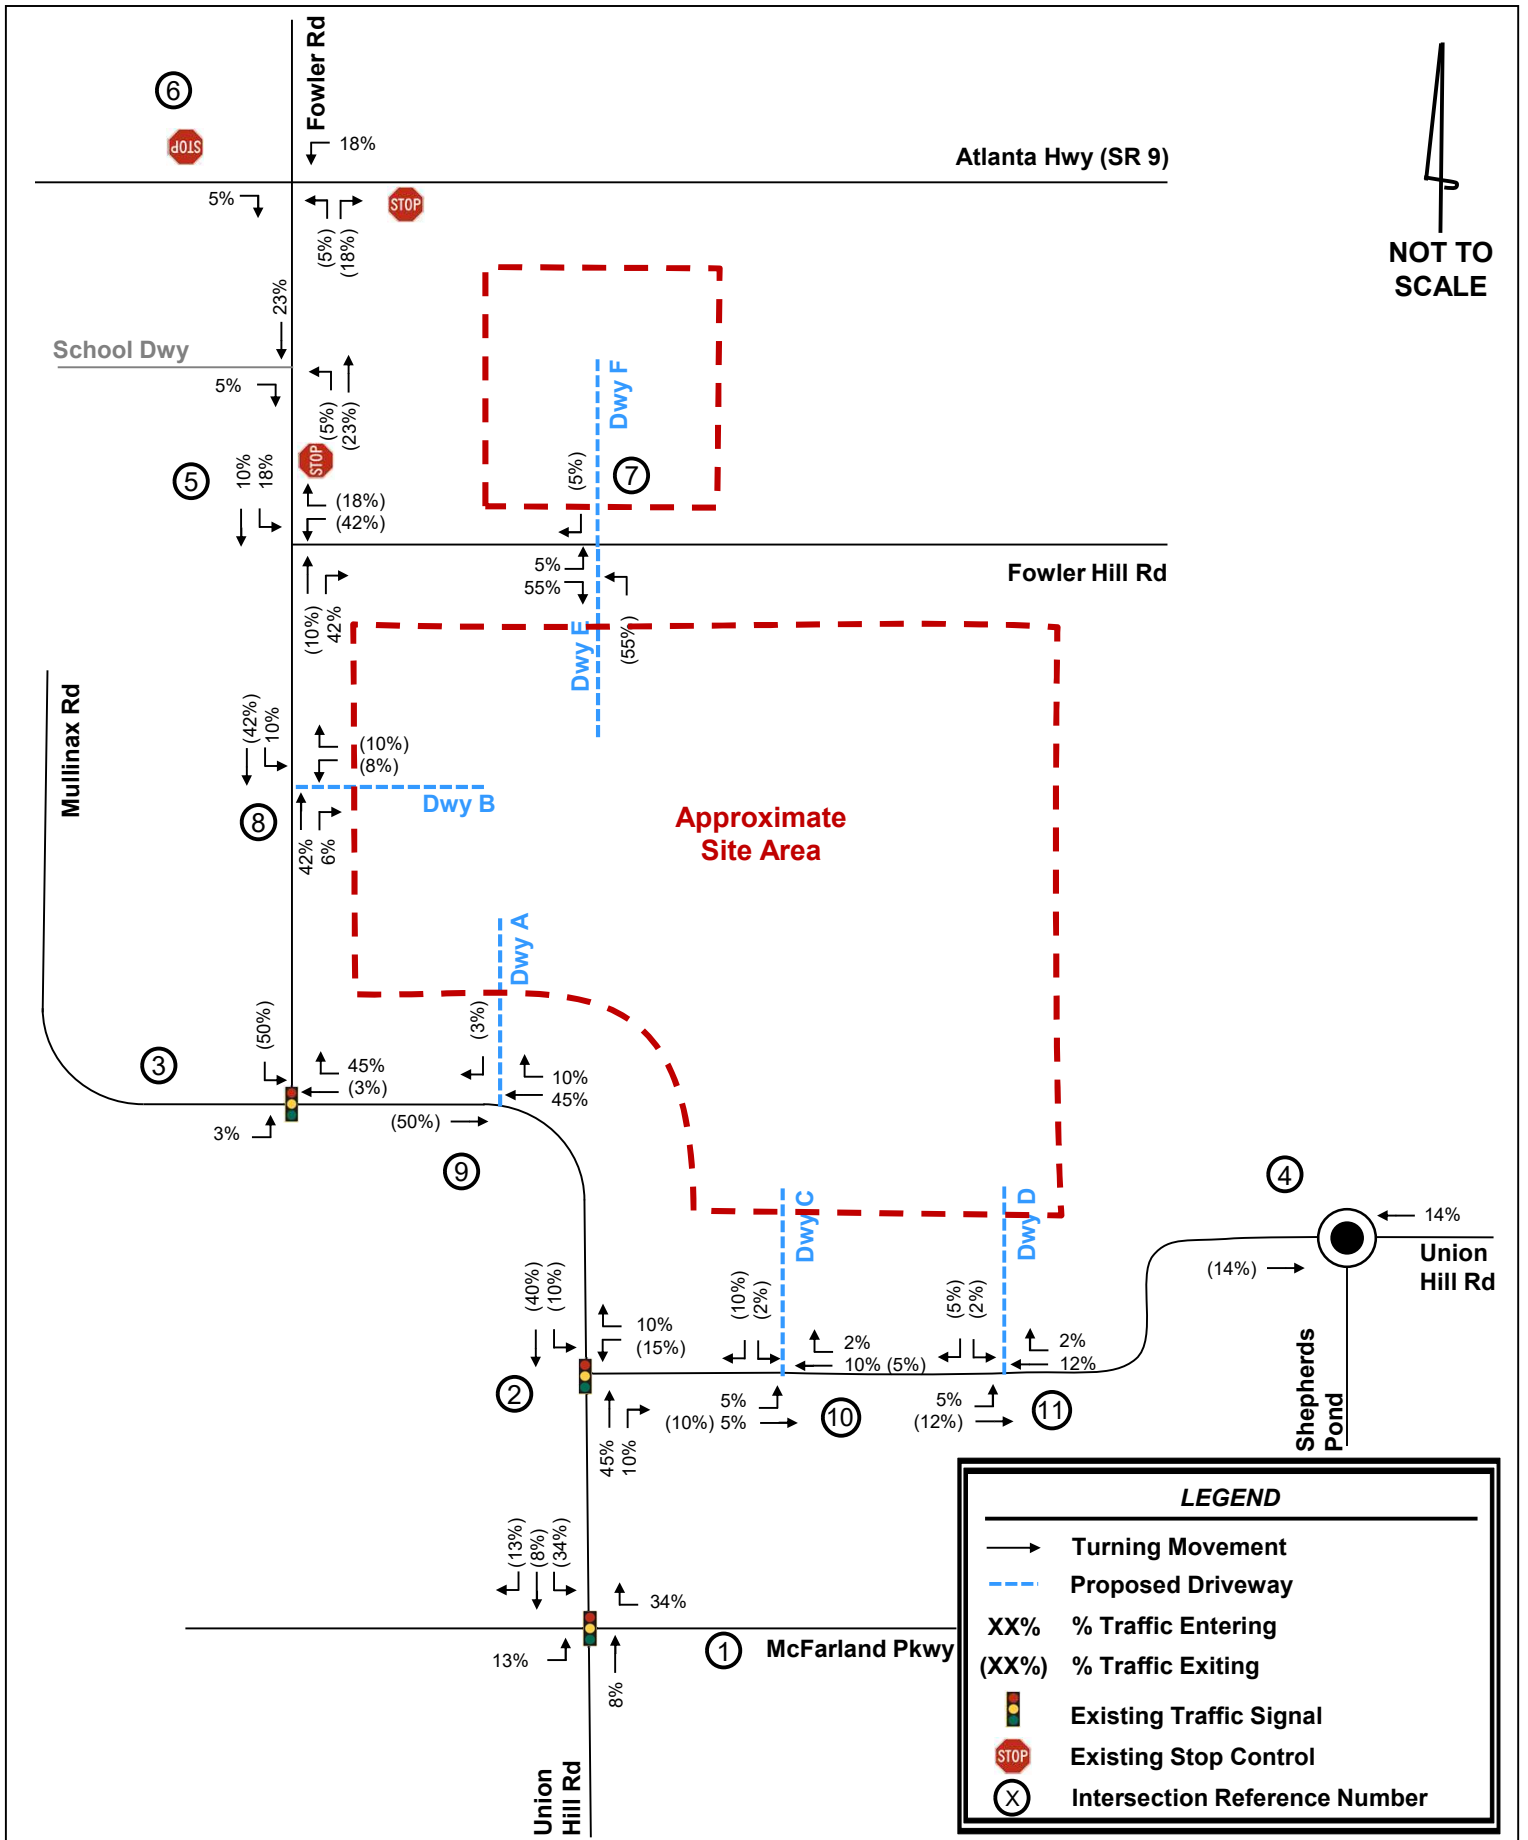 Fowler Rd
6
STOP
18%
Atlanta Hwy (SR 9)
5%
STOP
(5%)
(18%)
NOT TO
SCALE
23%
School Dwy
5%
(5%)
(23%)
Dwy F
5
10%
18%
STOP
(18%)
(42%)
(5%)
7
5%
55%
Fowler Hill Rd
(10%)
42%
Dwy E
(55%)
Mullinax Rd
(42%)
10%
(10%)
(8%)
Dwy B
8
42%
6%
Approximate
Site Area
Dwy A
(50%)
(3%)
3
45%
(3%)
10%
45%
3%
(50%)
9
4
14%
Union
Hill Rd
(14%)
Dwy C
Dwy D
(40%)
(10%)
10%
(15%)
(10%)
(2%)
2%
10% (5%)
(5%)
(2%)
2%
12%
2
45%
10%
5%
(10%) 5%
10
5%
(12%)
11
Shepherds
Pond
(13%)
(8%)
(34%)
34%
13%
8%
1
McFarland Pkwy
Union
Hill Rd
LEGEND
Turning Movement
Proposed Driveway
XX% % Traffic Entering
(XX%) % Traffic Exiting
Existing Traffic Signal
STOP Existing Stop Control
X Intersection Reference Number